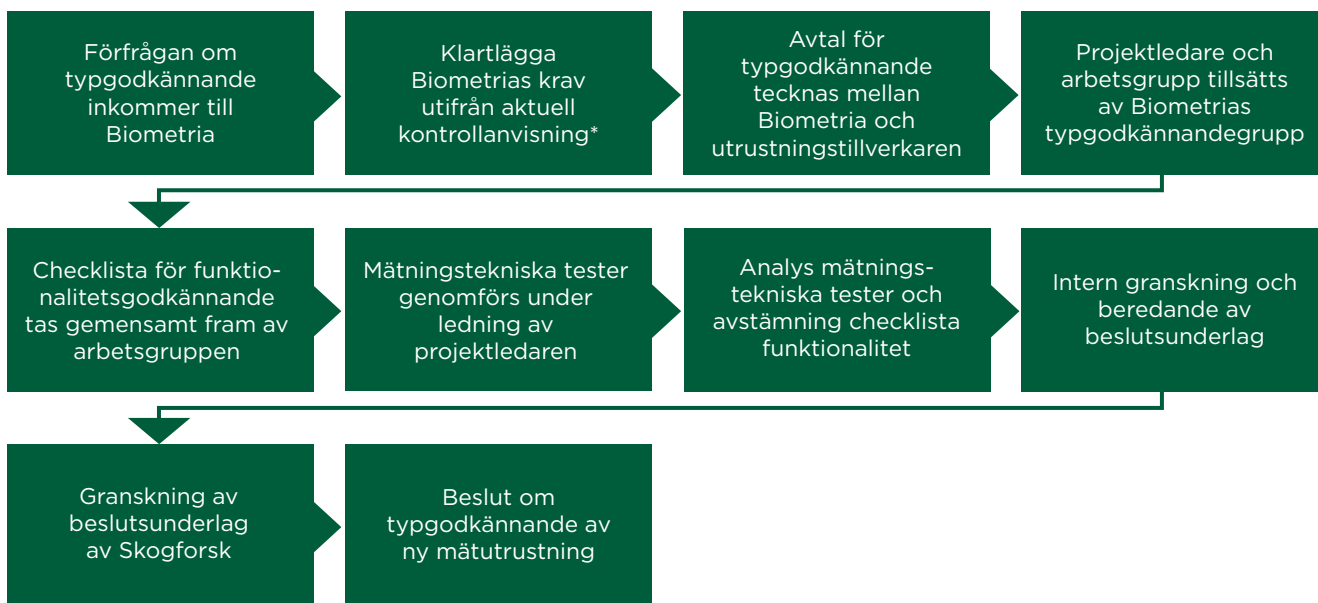 Förfrågan om
typgodkännande
inkommer till
Biometria
Klartlägga
Biometrias krav
utifrån aktuell
kontrollanvisning*
Avtal för
typgodkännande
tecknas mellan
Biometria och
utrustningstillverkaren
Projektledare och
arbetsgrupp tillsätts
av Biometrias
typgodkännandegrupp
Checklista för funktio-
nalitetsgodkännande
tas gemensamt fram av
arbetsgruppen
Mätningstekniska tester
genomförs under
ledning av
projektledaren
Analys mätnings-
tekniska tester och
avstämning checklista
funktionalitet
Intern granskning och
beredande av
beslutsunderlag
Granskning av
beslutsunderlag
av Skogforsk
Beslut om
typgodkännande av
ny mätutrustning